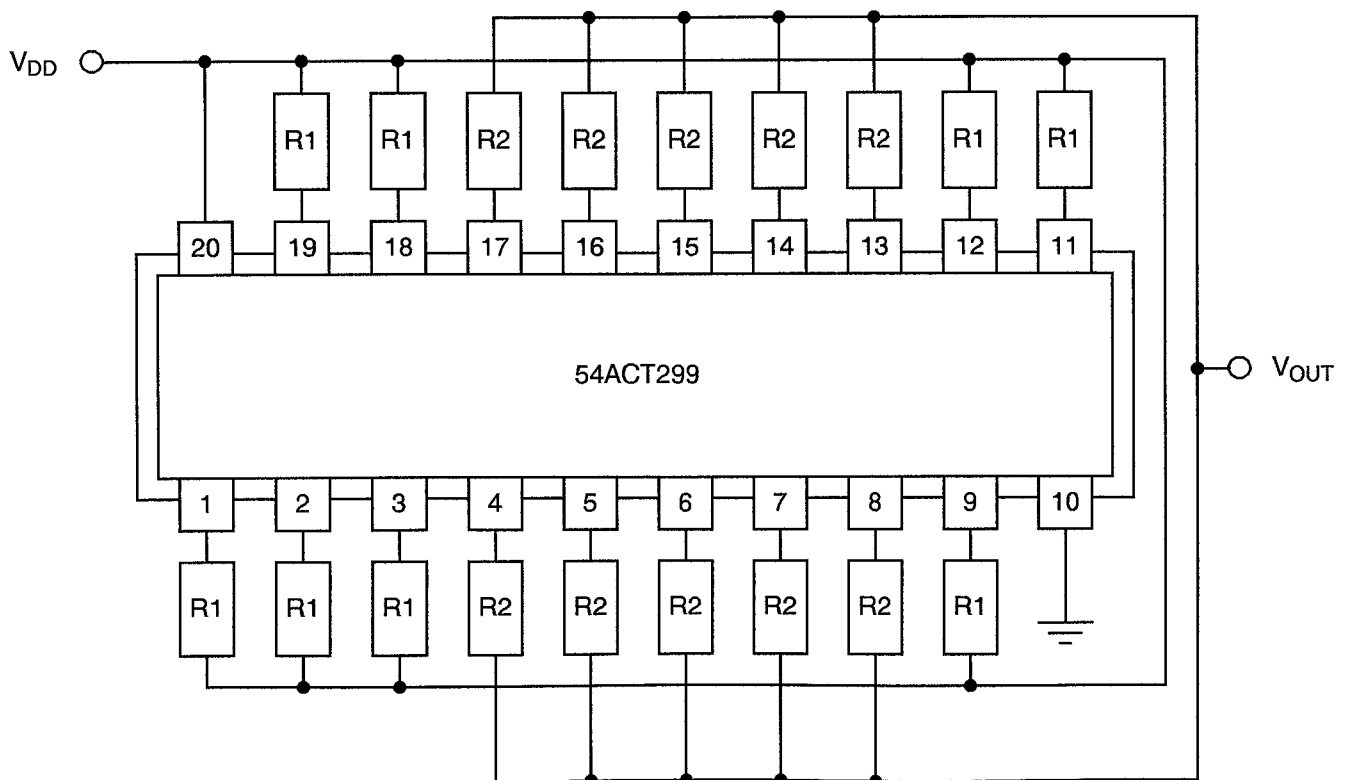 V_DD
R1 R1 R2 R2 R2 R2 R2 R1 R1
20 19 18 17 16 15 14 13 12 11
54ACT299
V_OUT
1 2 3 4 5 6 7 8 9 10
R1 R1 R1 R2 R2 R2 R2 R2 R1